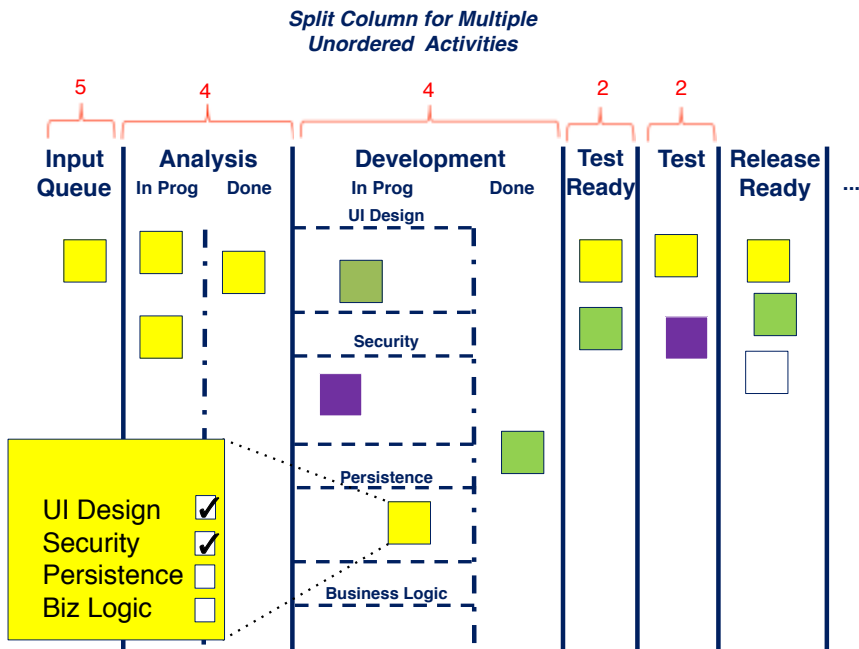 Split Column for Multiple
Unordered Activities
5
4
4
2
2
Input
Queue
Analysis
In Prog
Done
Development
In Prog
Done
Test
Ready
Test
Release
Ready
...
UI Design
Security
Persistence
Business Logic
UI Design
Security
Persistence
Biz Logic